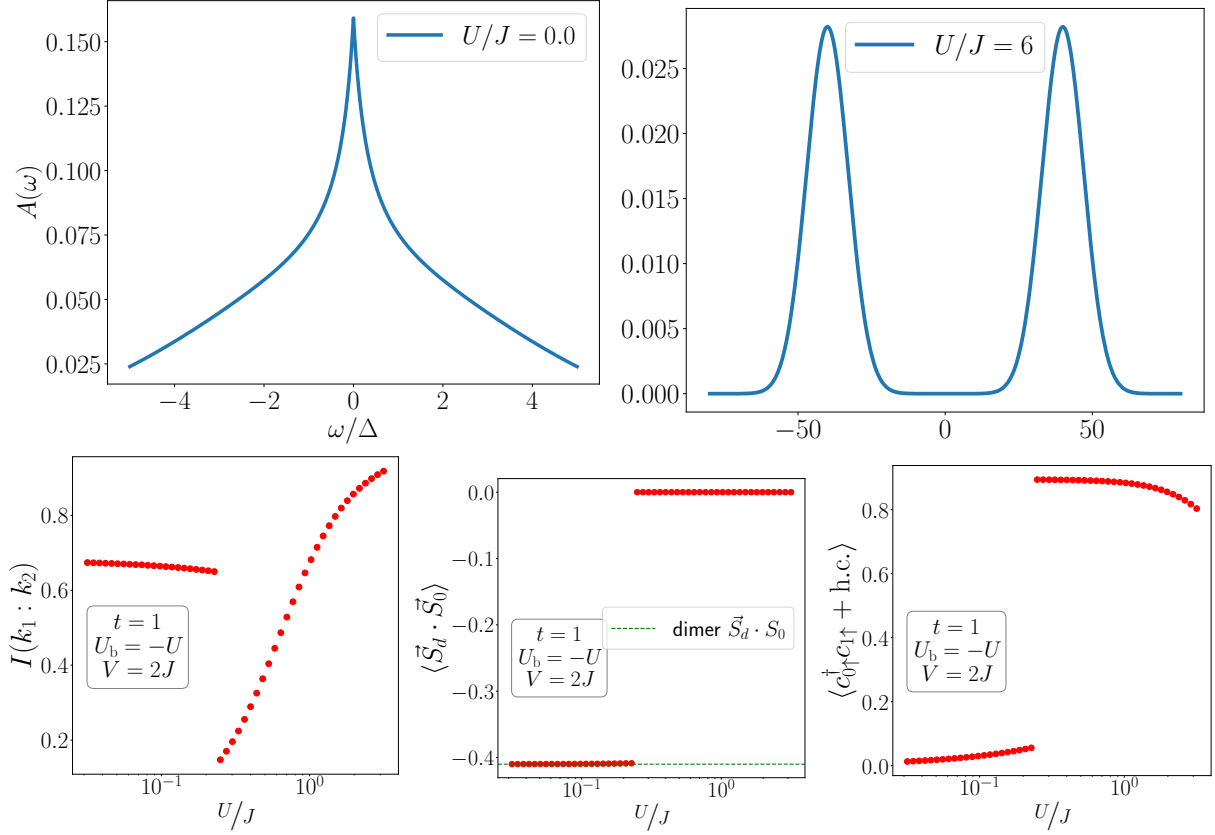 0.150
0.125
0.100
0.075
0.050
0.025
A(ω)
U/J = 0.0
−4
−2
0
2
4
ω/Δ
0.025
0.020
0.015
0.010
0.005
0.000
U/J = 6
−50
0
50
0.8
0.6
0.4
0.2
I(k₁ : k₂)
t = 1
U_b = −U
V = 2J
10⁻¹
10⁰
U/J
0.0
−0.1
−0.2
−0.3
−0.4
⟨S⃗_d · S⃗_0⟩
t = 1
U_b = −U
V = 2J
dimer S⃗_d · S_0
10⁻¹
10⁰
U/J
0.8
0.6
0.4
0.2
0.0
⟨c†_{0↑} c_{1↑} + h.c.⟩
t = 1
U_b = −U
V = 2J
10⁻¹
10⁰
U/J